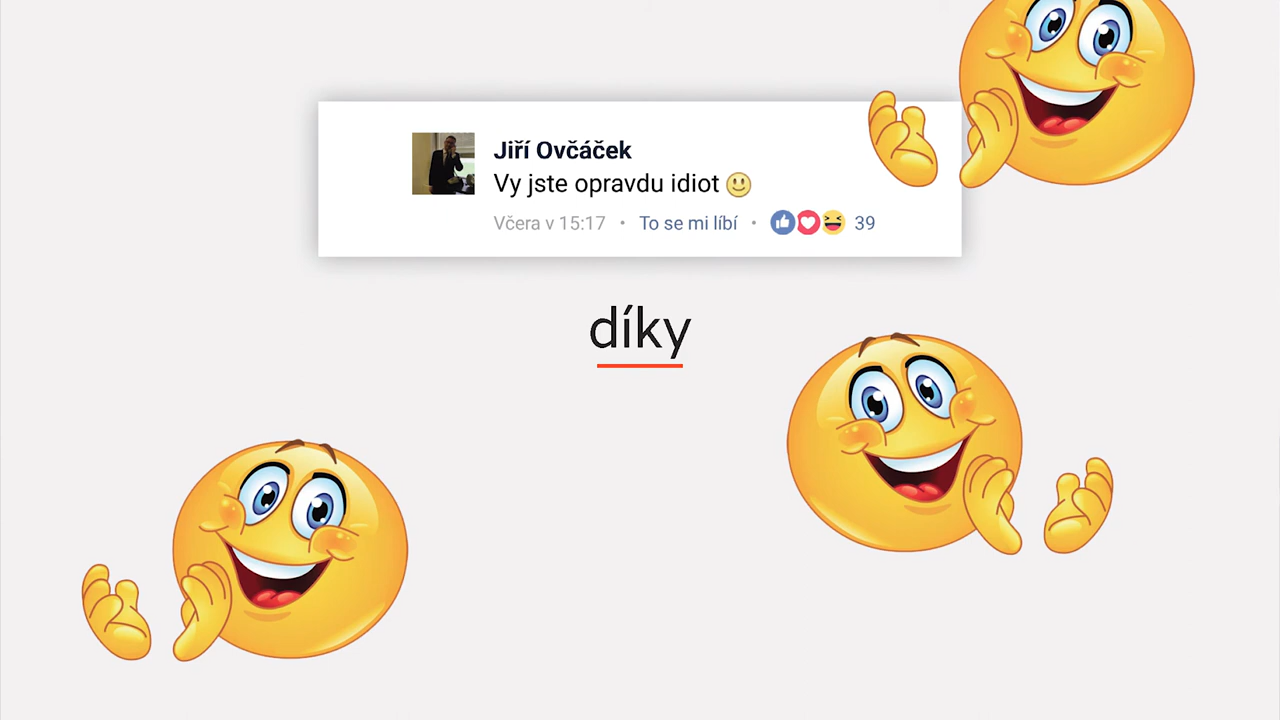 Jiří Ovčáček
Vy jste opravdu idiot 🙂
Včera v 15:17 • To se mi líbí • 39
díky